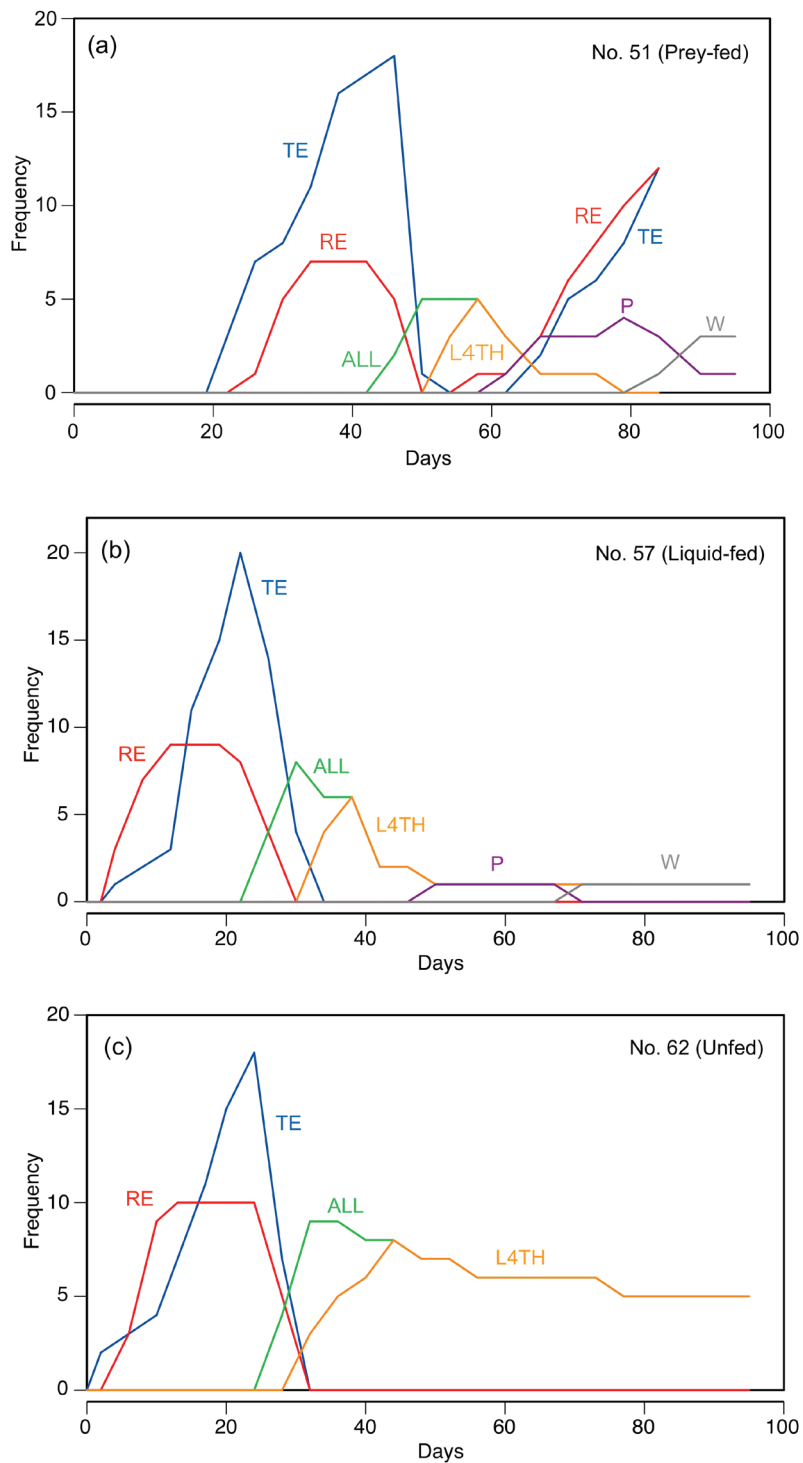 (a)
No. 51 (Prey-fed)
20
15
10
5
0
Frequency
TE
RE
ALL
L4TH
RE
TE
P
W
0 20 40 60 80 100
Days
(b)
No. 57 (Liquid-fed)
20
15
10
5
0
Frequency
TE
RE
ALL
L4TH
P
W
0 20 40 60 80 100
Days
(c)
No. 62 (Unfed)
20
15
10
5
0
Frequency
TE
RE
ALL
L4TH
0 20 40 60 80 100
Days